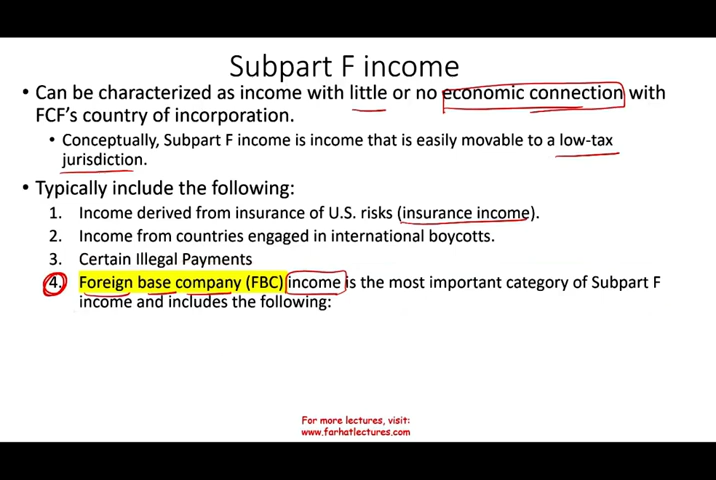 Subpart F income
• Can be characterized as income with little or no economic connection with
FCF's country of incorporation.
• Conceptually, Subpart F income is income that is easily movable to a low-tax
jurisdiction.
• Typically include the following:
1. Income derived from insurance of U.S. risks (insurance income).
2. Income from countries engaged in international boycotts.
3. Certain Illegal Payments
4. Foreign base company (FBC) income is the most important category of Subpart F
income and includes the following:
For more lectures, visit:
www.farhatlectures.com